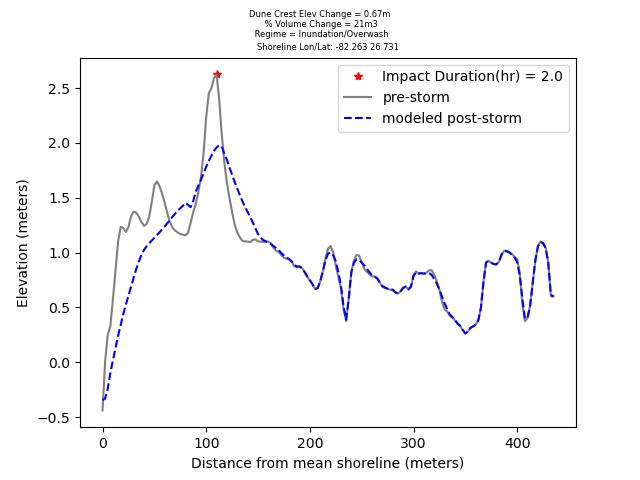 Dune Crest Elev Change = 0.67m
% Volume Change = 21m3
Regime = Inundation/Overwash
Shoreline Lon/Lat: -82.263 26.731
Impact Duration(hr) = 2.0
pre-storm
modeled post-storm
2.5
2.0
1.5
1.0
0.5
0.0
−0.5
Elevation (meters)
0 100 200 300 400
Distance from mean shoreline (meters)